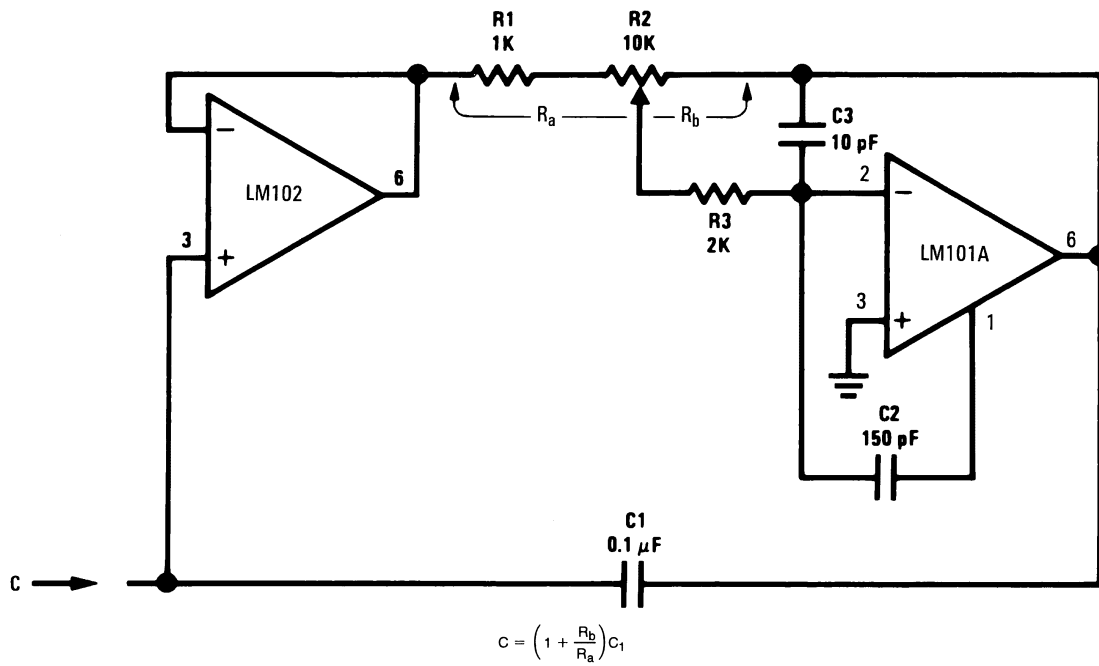 R1
1K
R2
10K
Ra
Rb
C3
10 pF
−
LM102
6
3
+
R3
2K
2
−
LM101A
6
3
+
1
C2
150 pF
C1
0.1 μF
C
C = (1 + Rb/Ra)C1